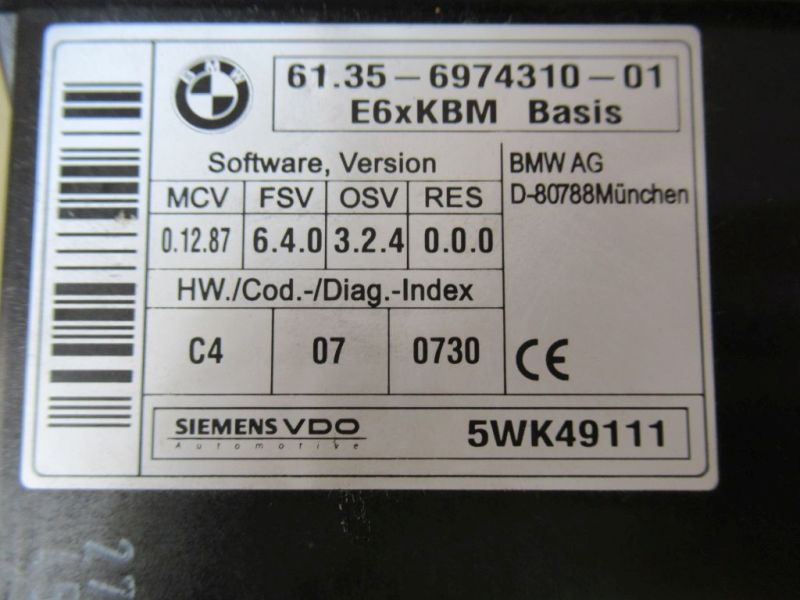 BMW
61.35-6974310-01
E6xKBM Basis
Software, Version
MCV FSV OSV RES
0.12.87 6.4.0 3.2.4 0.0.0
BMW AG
D-80788München
HW./Cod.-/Diag.-Index
C4 07 0730
CE
SIEMENS VDO
Automotive
5WK49111
27